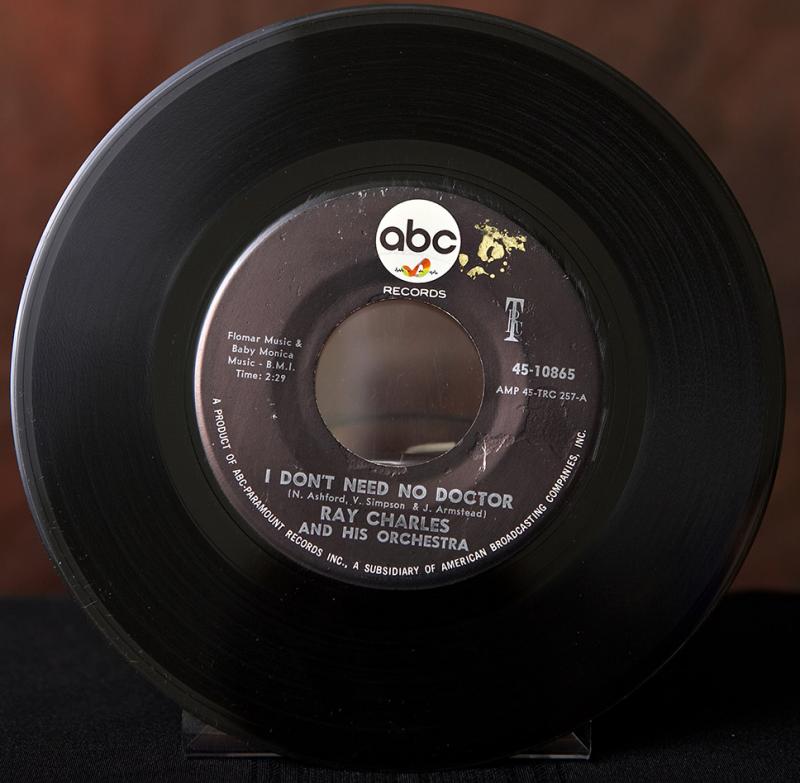 abc
RECORDS
Flomar Music &
Baby Monica
Music - B.M.I.
Time: 2:29
TRC
45-10865
AMP 45-TRC 257-A
I DON'T NEED NO DOCTOR
(N. Ashford, V. Simpson & J. Armstead)
RAY CHARLES
AND HIS ORCHESTRA
A PRODUCT OF ABC-PARAMOUNT RECORDS INC., A SUBSIDIARY OF AMERICAN BROADCASTING COMPANIES, INC.